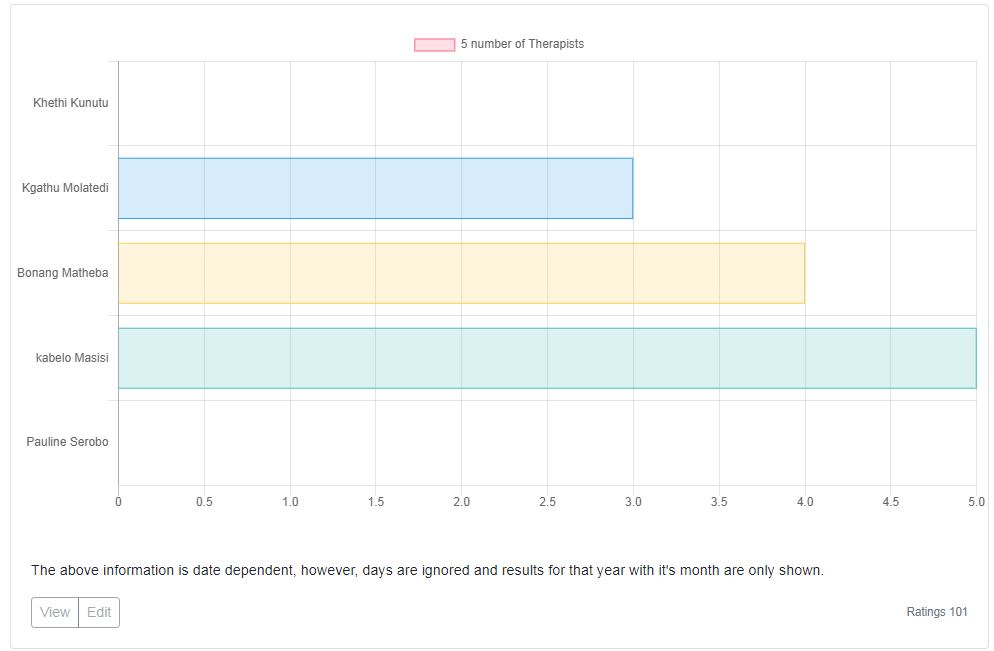 5 number of Therapists
Khethi Kunutu
Kgathu Molatedi
Bonang Matheba
kabelo Masisi
Pauline Serobo
0 0.5 1.0 1.5 2.0 2.5 3.0 3.5 4.0 4.5 5.0
The above information is date dependent, however, days are ignored and results for that year with it's month are only shown.
View Edit Ratings 101